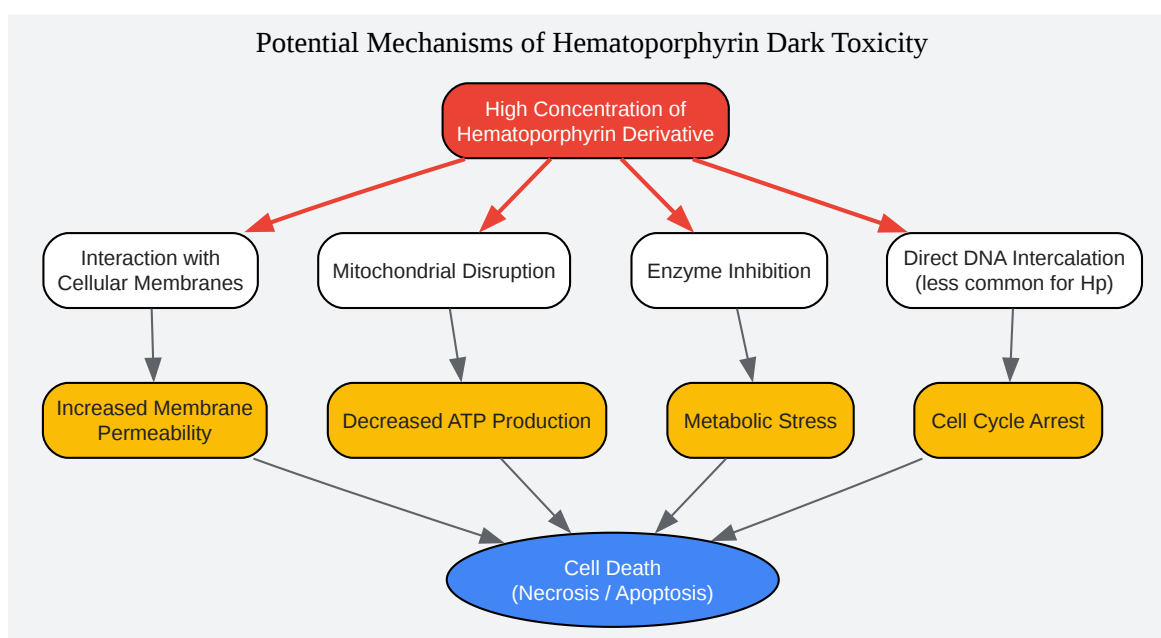 Potential Mechanisms of Hematoporphyrin Dark Toxicity
High Concentration of
Hematoporphyrin Derivative
Interaction with
Cellular Membranes
Mitochondrial Disruption
Enzyme Inhibition
Direct DNA Intercalation
(less common for Hp)
Increased Membrane
Permeability
Decreased ATP Production
Metabolic Stress
Cell Cycle Arrest
Cell Death
(Necrosis / Apoptosis)